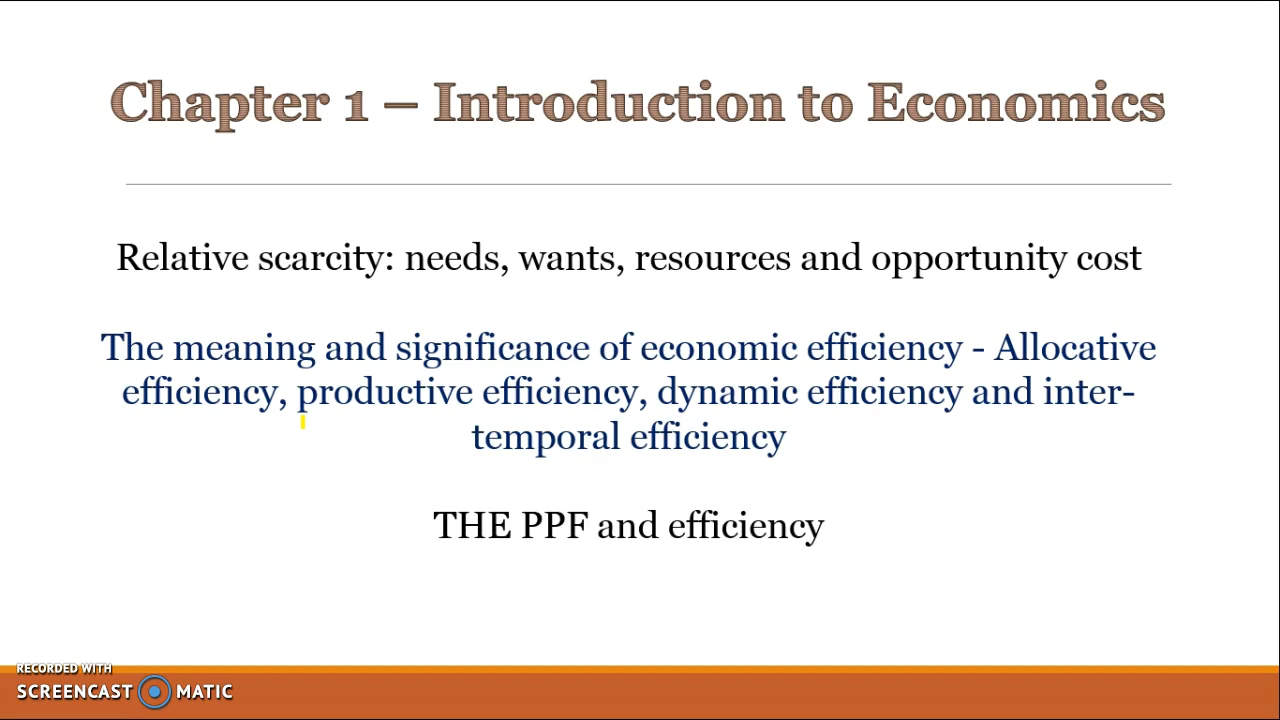 Chapter 1 – Introduction to Economics
Relative scarcity: needs, wants, resources and opportunity cost
The meaning and significance of economic efficiency - Allocative
efficiency, productive efficiency, dynamic efficiency and inter-
temporal efficiency
THE PPF and efficiency
RECORDED WITH
SCREENCAST MATIC